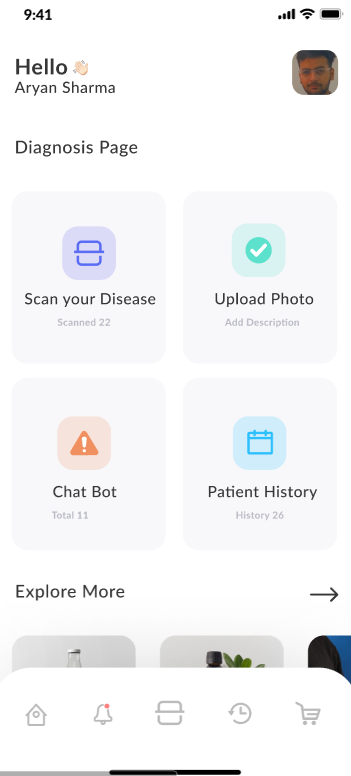 9:41
Hello 👋🏻
Aryan Sharma
Diagnosis Page
Scan your Disease
Scanned 22
Upload Photo
Add Description
Chat Bot
Total 11
Patient History
History 26
Explore More